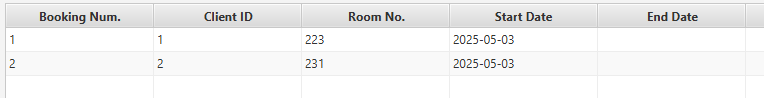 Booking Num. Client ID Room No. Start Date End Date
1 1 223 2025-05-03
2 2 231 2025-05-03